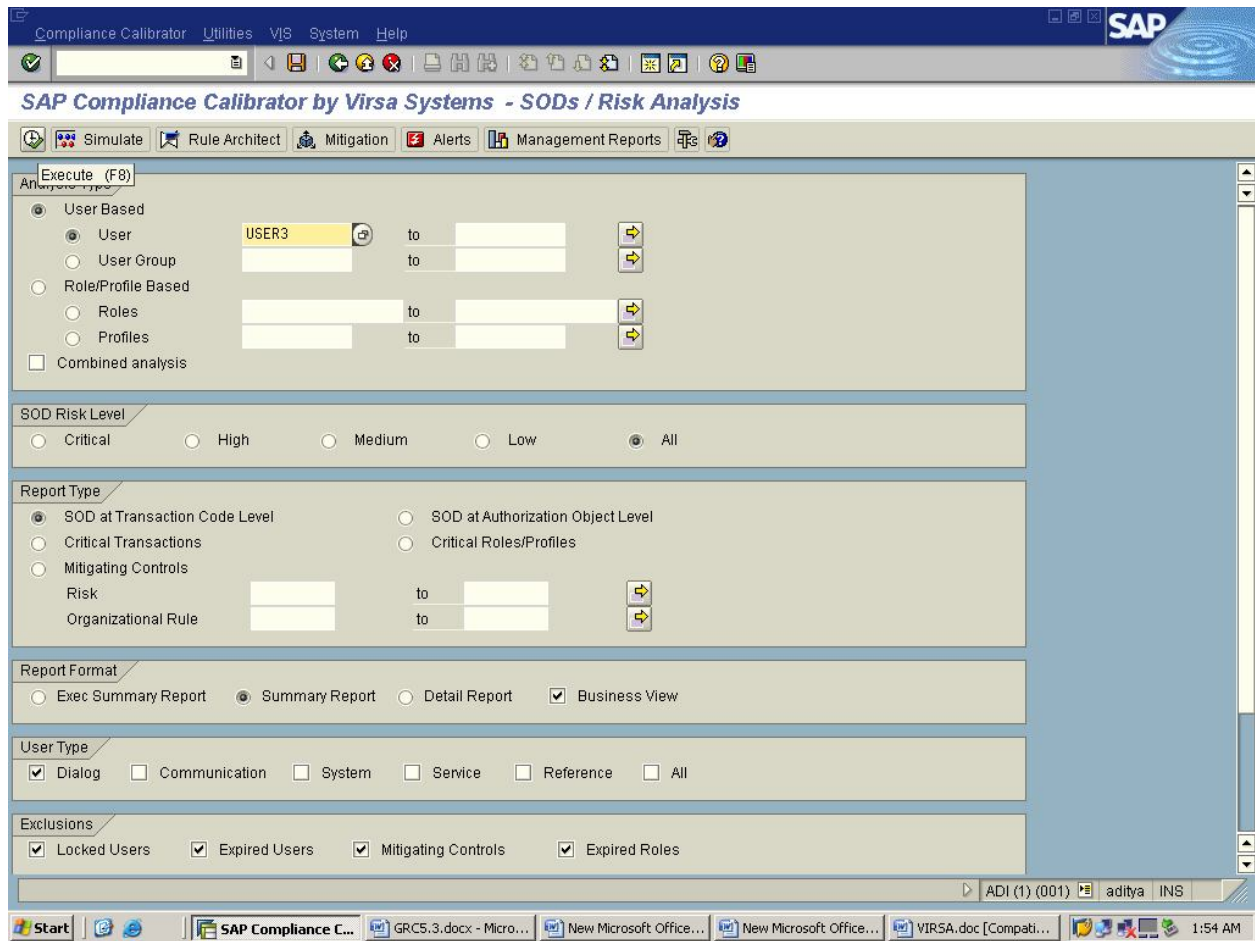 Compliance Calibrator Utilities VIS System Help
SAP
SAP Compliance Calibrator by Virsa Systems - SODs / Risk Analysis
Simulate Rule Architect Mitigation Alerts Management Reports
Execute (F8)
User Based
User USER3 to
User Group to
Role/Profile Based
Roles to
Profiles to
Combined analysis
SOD Risk Level
Critical High Medium Low All
Report Type
SOD at Transaction Code Level SOD at Authorization Object Level
Critical Transactions Critical Roles/Profiles
Mitigating Controls
Risk to
Organizational Rule to
Report Format
Exec Summary Report Summary Report Detail Report Business View
User Type
Dialog Communication System Service Reference All
Exclusions
Locked Users Expired Users Mitigating Controls Expired Roles
ADI (1) (001) aditya INS
Start SAP Compliance C... GRC5.3.docx - Micro... New Microsoft Office... New Microsoft Office... VIRSA.doc [Compati... 1:54 AM